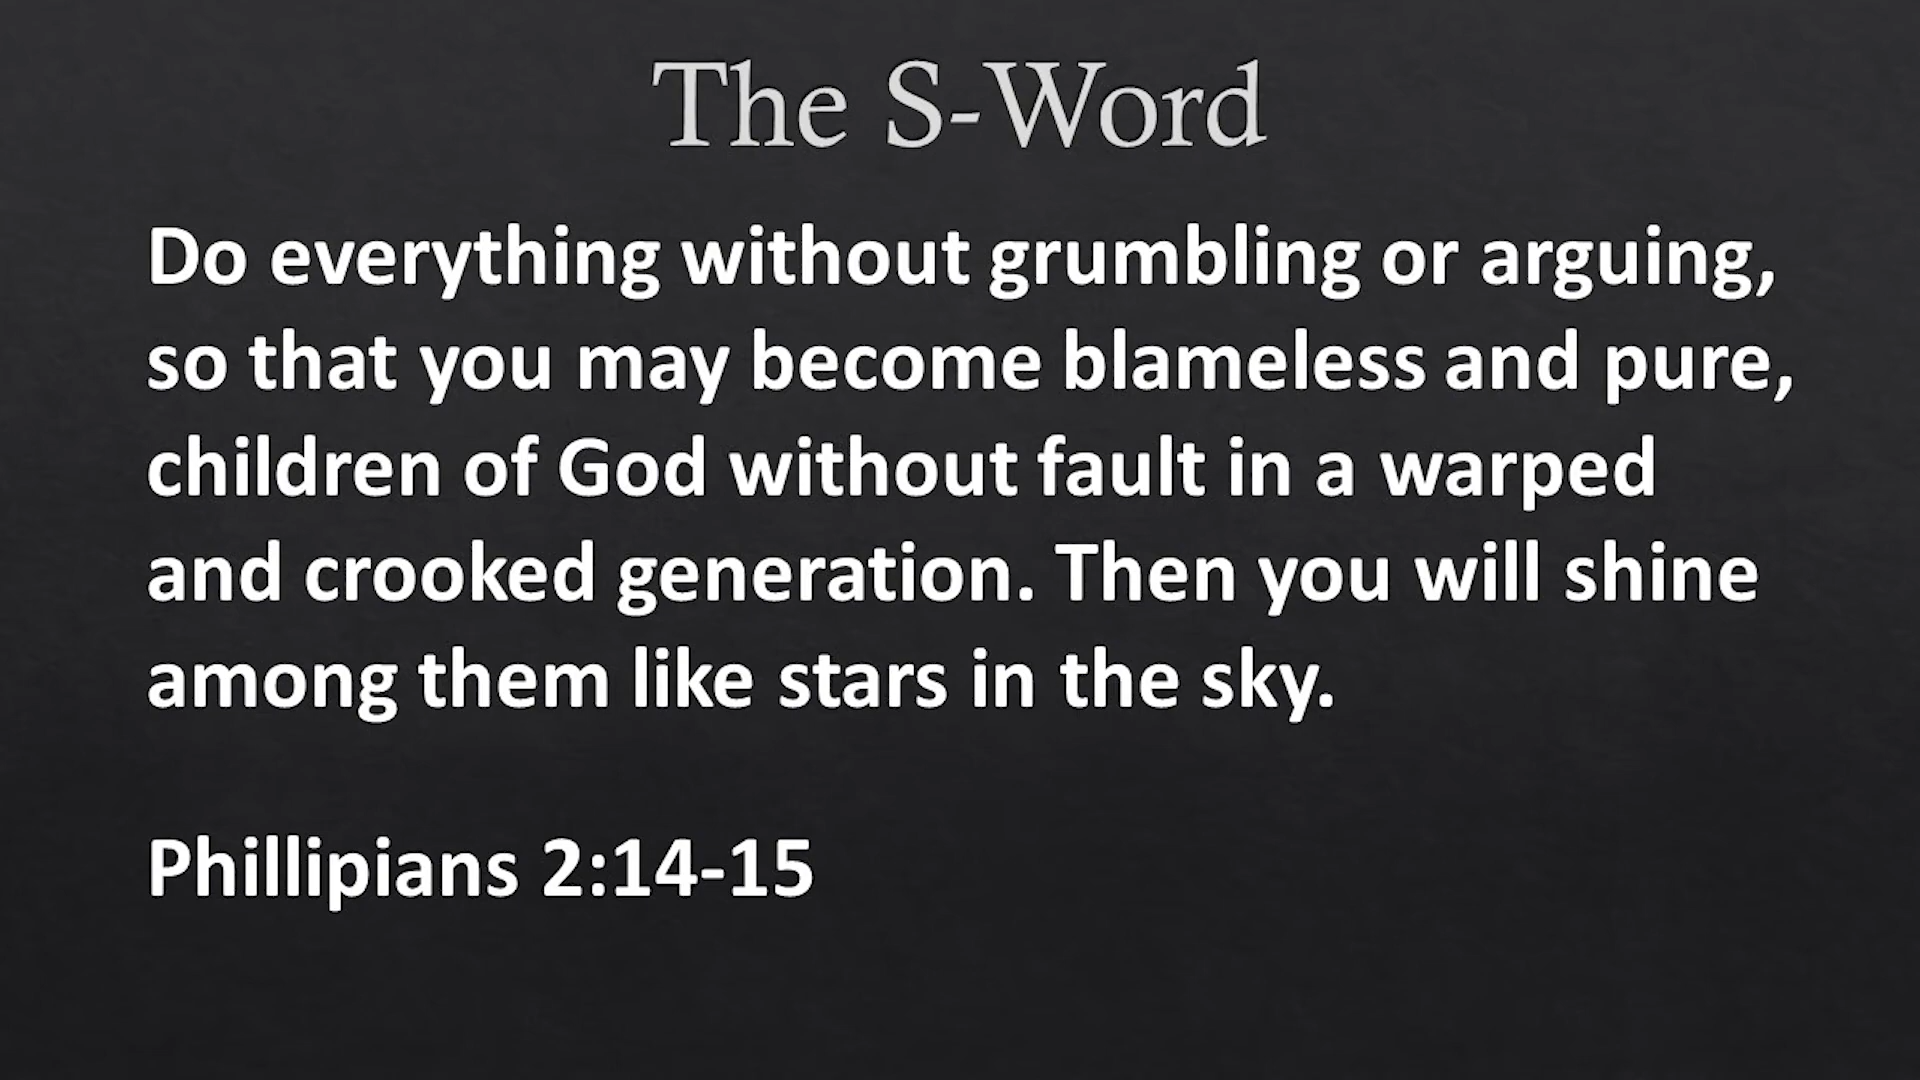 The S-Word
Do everything without grumbling or arguing,
so that you may become blameless and pure,
children of God without fault in a warped
and crooked generation. Then you will shine
among them like stars in the sky.
Phillipians 2:14-15